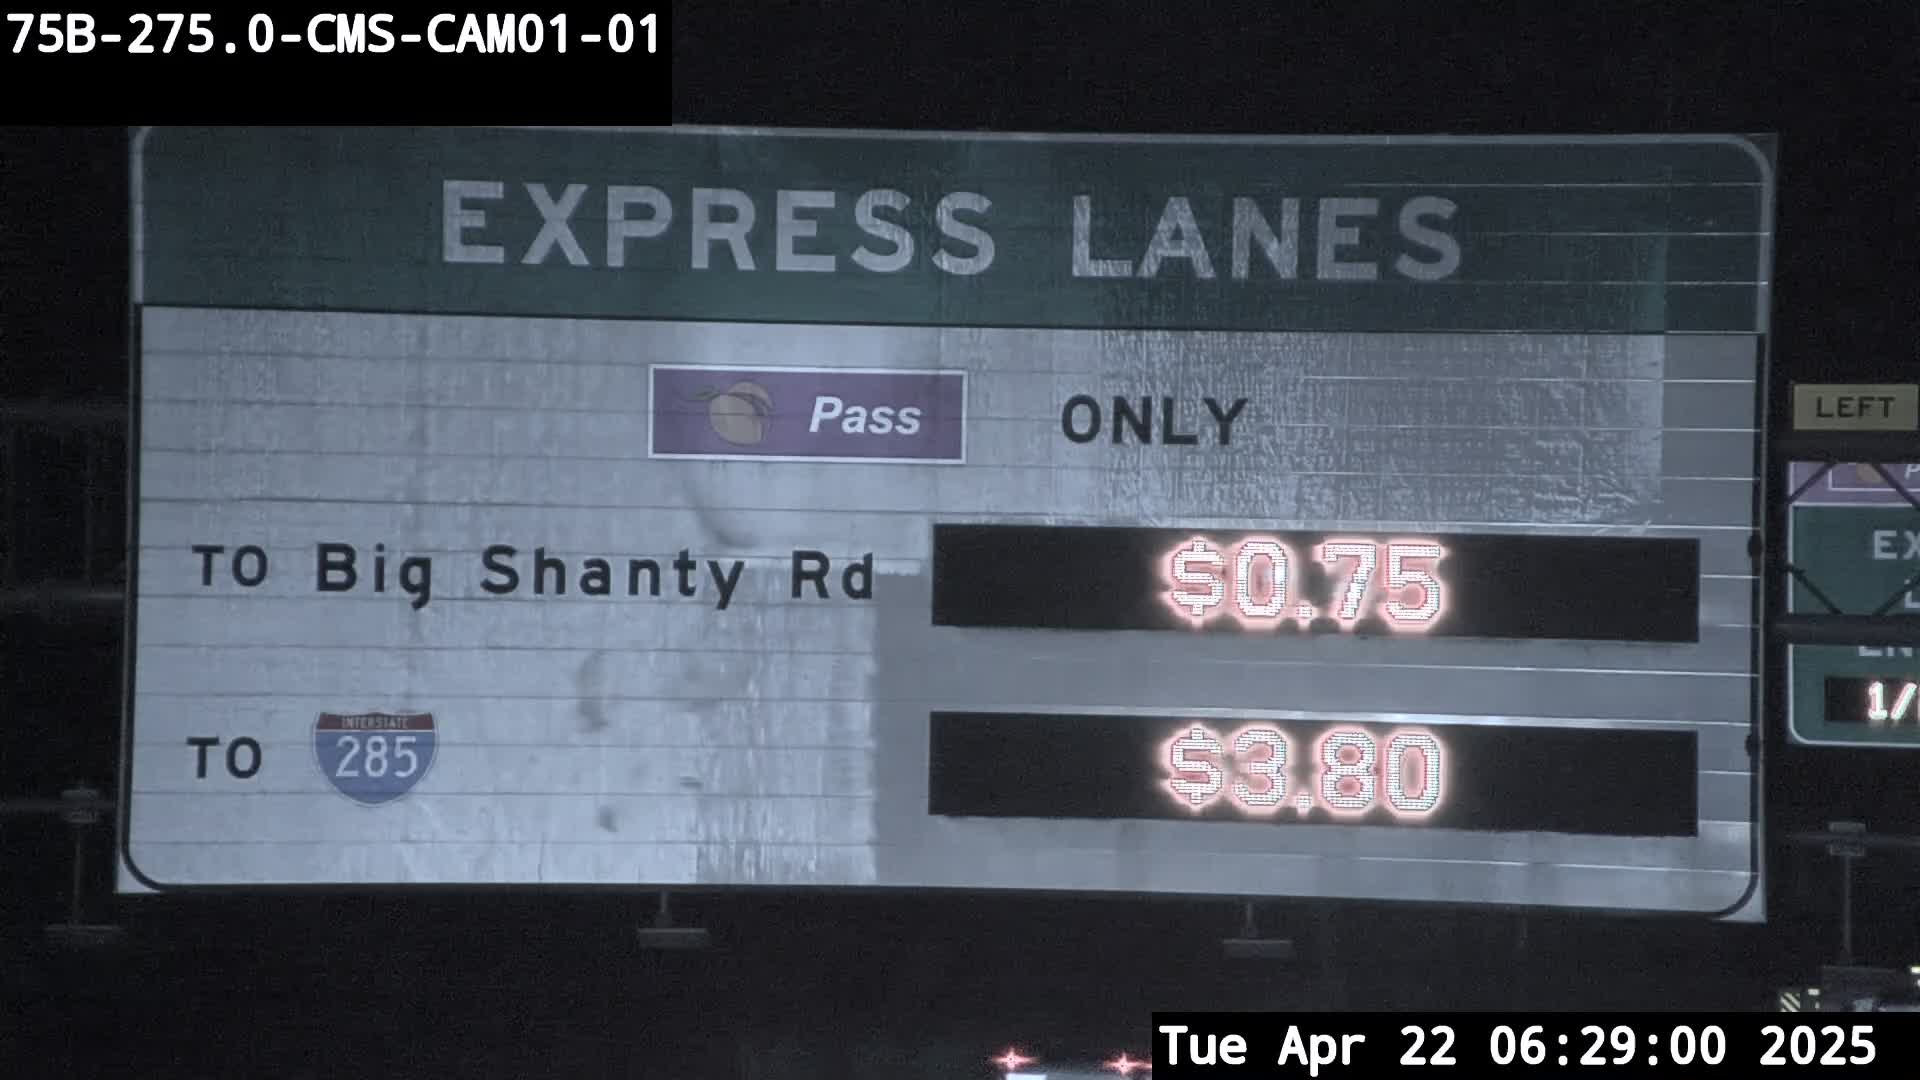 75B-275.0-CMS-CAM01-01
EXPRESS LANES
Pass ONLY
LEFT
TO Big Shanty Rd $0.75
TO INTERSTATE 285 $3.80
1/
Tue Apr 22 06:29:00 2025